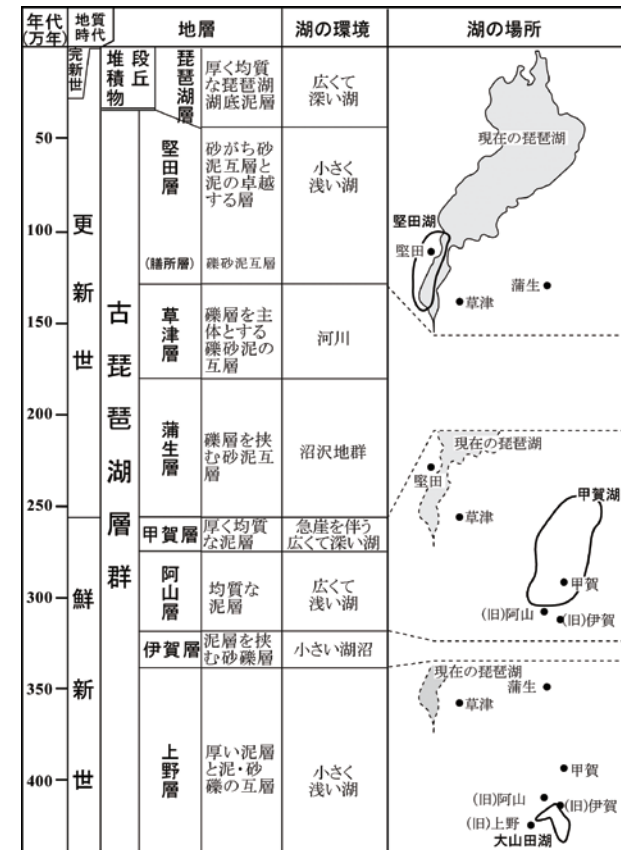 年代
(万年)
地質
時代
地層
湖の環境
湖の場所
完新世
段丘
堆積物
琵琶湖層
厚く均質
な琵琶湖
湖底泥層
広くて
深い湖
現在の琵琶湖
50
堅田層
砂がち砂
泥互層と
泥の卓越
する層
小さく
浅い湖
100
更新世
堅田湖
堅田
(膳所層)
礫砂泥互層
蒲生
草津
150
古琵琶湖層群
草津層
礫層を主
体とする
礫砂泥の
互層
河川
200
蒲生層
礫層を挟
む砂泥互
層
沼沢地群
現在の琵琶湖
堅田
甲賀湖
250
草津
甲賀層
厚く均質
な泥層
急崖を伴う
広くて深い湖
鮮新世
阿山層
均質な
泥層
広くて
浅い湖
甲賀
300
(旧)阿山
(旧)伊賀
伊賀層
泥層を挟
む砂礫層
小さい湖沼
現在の琵琶湖
蒲生
350
草津
上野層
厚い泥層
と泥・砂
礫の互層
小さく
浅い湖
甲賀
400
(旧)阿山
(旧)伊賀
(旧)上野
大山田湖